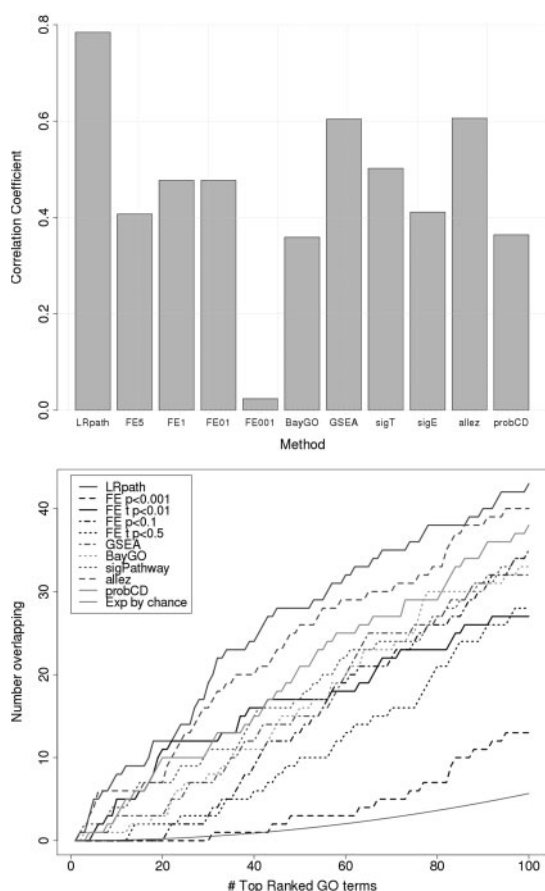 0.8
0.6
0.4
0.2
0.0
Correlation Coefficient
LRpath FE5 FE1 FE01 FE001 BayGO GSEA sigT sigE allez probCD
Method
LRpath
FE p<0.001
FE t p<0.01
FE p<0.1
FE t p<0.5
GSEA
BayGO
sigPathway
allez
probCD
Exp by chance
40
30
20
10
0
Number overlapping
0 20 40 60 80 100
# Top Ranked GO terms